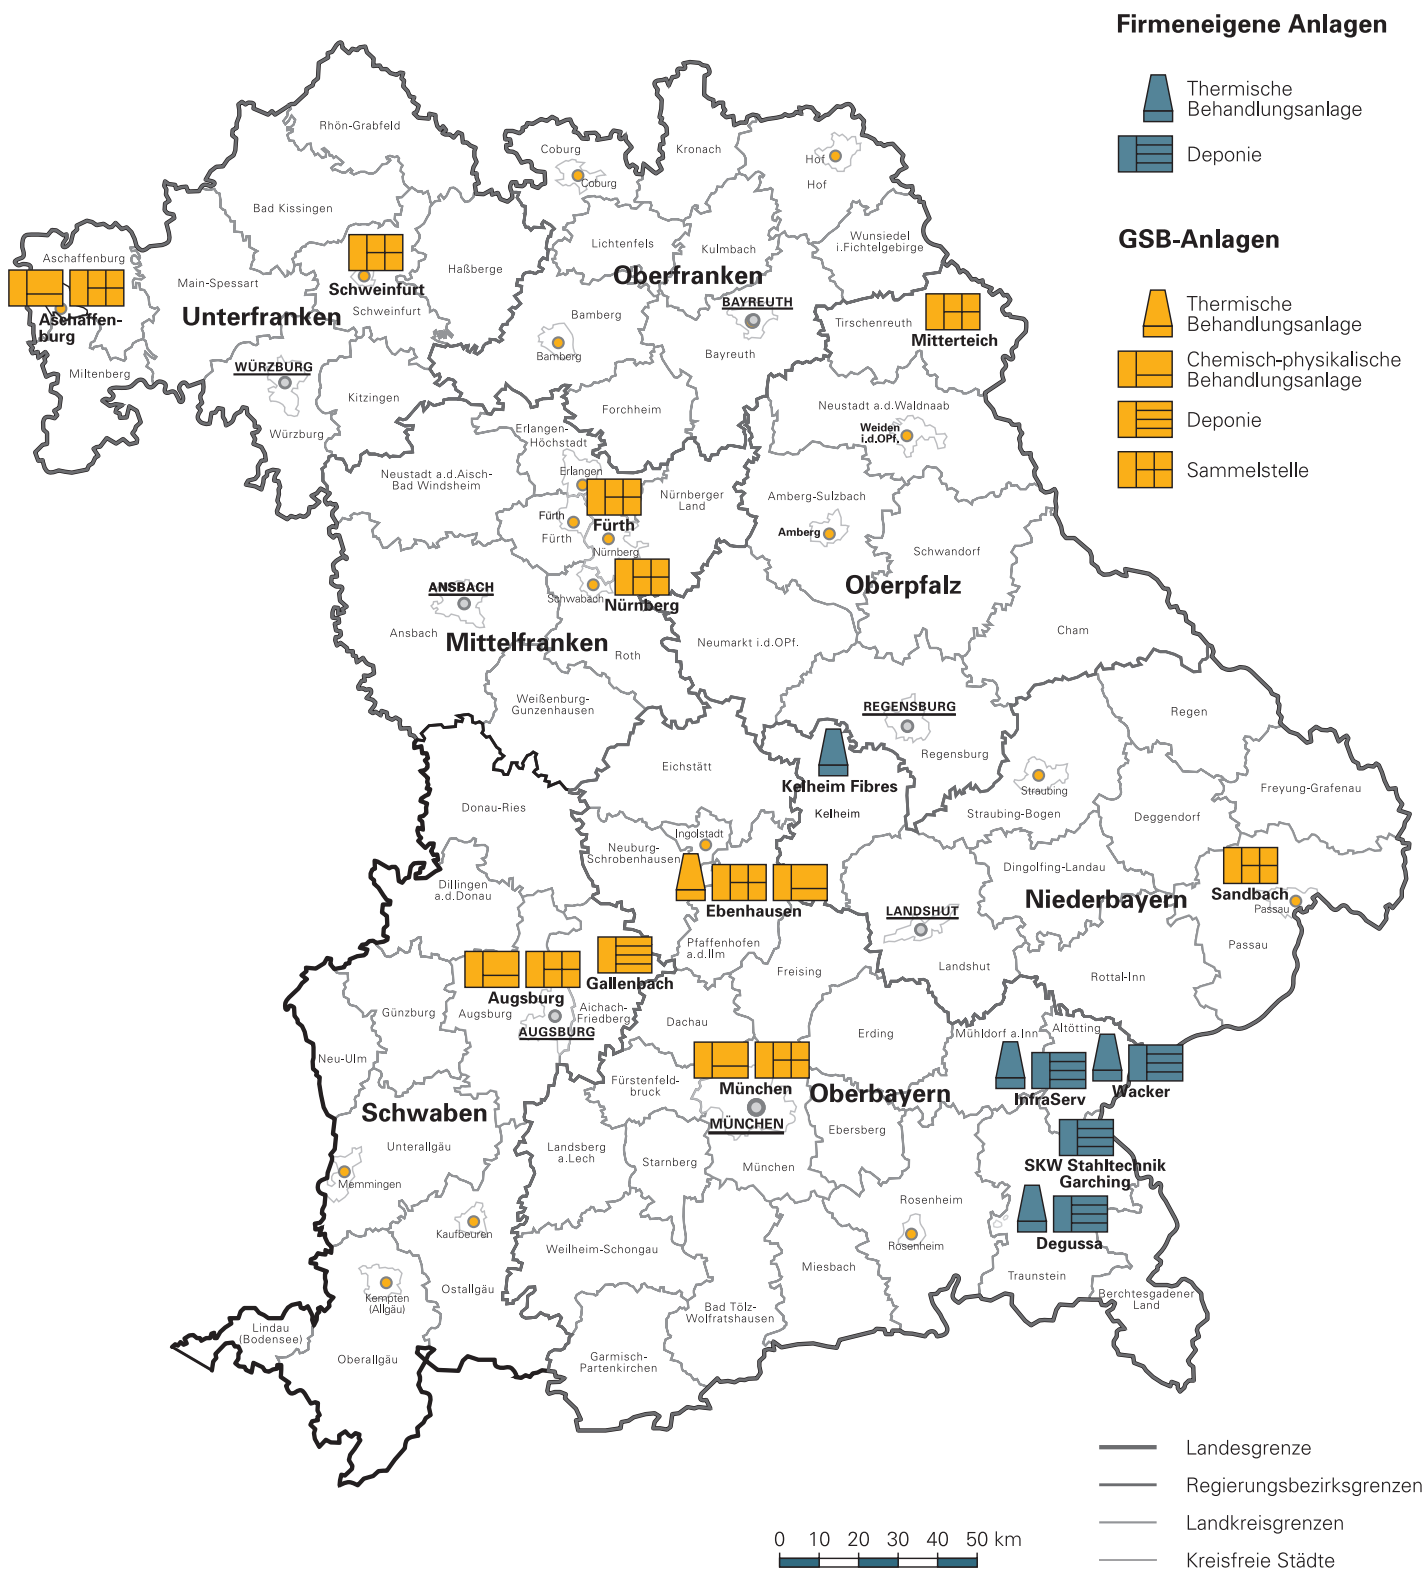 Firmeneigene Anlagen
Thermische
Behandlungsanlage
Deponie
GSB-Anlagen
Thermische
Behandlungsanlage
Chemisch-physikalische
Behandlungsanlage
Deponie
Sammelstelle
Rhön-Grabfeld
Coburg
Coburg
Kronach
Hof
Hof
Bad Kissingen
Lichtenfels
Kulmbach
Wunsiedel
i.Fichtelgebirge
Aschaffenburg
Aschaffen-
burg
Main-Spessart
Schweinfurt
Schweinfurt
Haßberge
Oberfranken
Unterfranken
BAYREUTH
Bayreuth
Bamberg
Bamberg
Tirschenreuth
Mitterteich
Miltenberg
WÜRZBURG
Würzburg
Kitzingen
Forchheim
Neustadt a.d.Waldnaab
Weiden
i.d.OPf.
Erlangen-
Höchstadt
Erlangen
Neustadt a.d.Aisch-
Bad Windsheim
Nürnberger
Land
Fürth
Fürth
Fürth
Nürnberg
Amberg-Sulzbach
Amberg
Schwandorf
ANSBACH
Ansbach
Schwabach
Nürnberg
Oberpfalz
Mittelfranken
Roth
Neumarkt i.d.OPf.
Cham
Weißenburg-
Gunzenhausen
REGENSBURG
Regensburg
Regen
Eichstätt
Kelheim Fibres
Kelheim
Straubing
Straubing-Bogen
Deggendorf
Freyung-Grafenau
Donau-Ries
Ingolstadt
Neuburg-
Schrobenhausen
Dillingen
a.d.Donau
Ebenhausen
Dingolfing-Landau
Niederbayern
Sandbach
Passau
Passau
LANDSHUT
Landshut
Rottal-Inn
Pfaffenhofen
a.d.Ilm
Freising
Gallenbach
Augsburg
Augsburg
AUGSBURG
Aichach-
Friedberg
Günzburg
Neu-Ulm
Dachau
Erding
Mühldorf a.Inn
Altötting
InfraServ
Wacker
Fürstenfeld-
bruck
München
MÜNCHEN
München
Oberbayern
Ebersberg
Schwaben
Unterallgäu
Memmingen
Landsberg
a.Lech
Starnberg
SKW Stahltechnik
Garching
Degussa
Rosenheim
Rosenheim
Kaufbeuren
Ostallgäu
Weilheim-Schongau
Miesbach
Traunstein
Berchtesgadener
Land
Kempten
(Allgäu)
Bad Tölz-
Wolfratshausen
Lindau
(Bodensee)
Oberallgäu
Garmisch-
Partenkirchen
Landesgrenze
Regierungsbezirksgrenzen
Landkreisgrenzen
Kreisfreie Städte
0 10 20 30 40 50 km